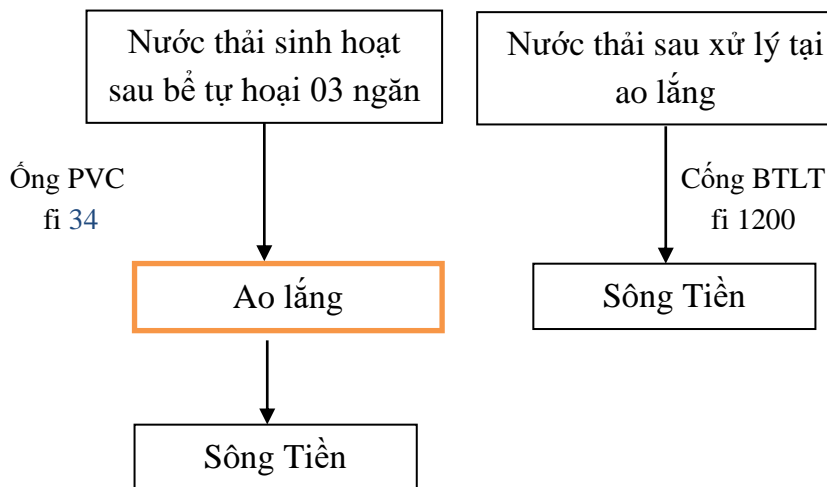 Nước thải sinh hoạt
sau bể tự hoại 03 ngăn
Ống PVC
fi 34
Ao lắng
Sông Tiền
Nước thải sau xử lý tại
ao lắng
Cống BTLT
fi 1200
Sông Tiền